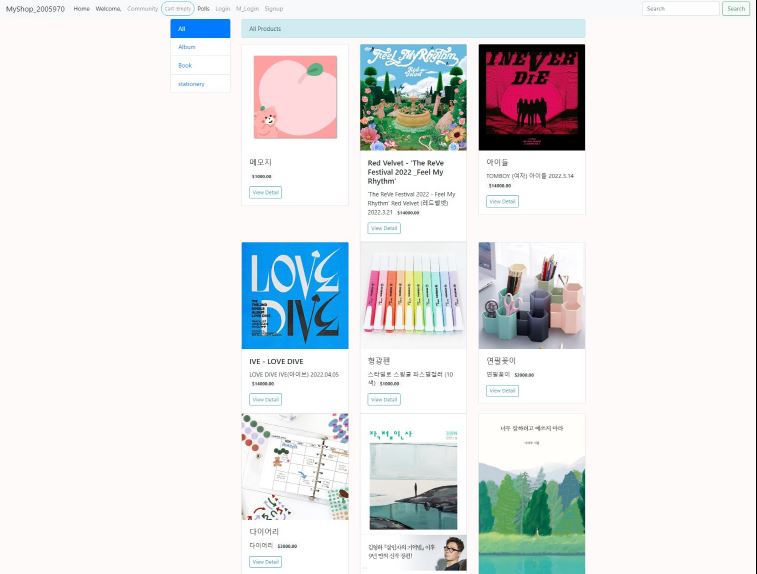 MyShop_2005970 Home Welcome, Community Cart: Empty Polls Login M_Login Signup Search Search
All
Album
Book
stationery
All Products
메모지
$1000.00
View Detail
Feel My Rhythm
Red Velvet
Red Velvet - 'The ReVe
Festival 2022 _Feel My
Rhythm'
'The ReVe Festival 2022 - Feel My
Rhythm' Red Velvet (레드벨벳)
2022.3.21 $14000.00
View Detail
I NEVER
DIE
아이들
TOMBOY (여자) 아이들 2022.3.14
$14000.00
View Detail
LOVE
DIVE
IVE - LOVE DIVE
LOVE DIVE IVE(아이브) 2022.04.05
$14000.00
View Detail
형광펜
스타빌로 스윙쿨 파스텔컬러 (10
색) $1000.00
View Detail
연필꽂이
연필꽂이 $2000.00
View Detail
다이어리
다이어리 $3000.00
View Detail
작별인사
김영하
김영하 『살인자의 기억법』 이후
9년 만의 신작 장편!
너무 잘하려고 애쓰지 마라